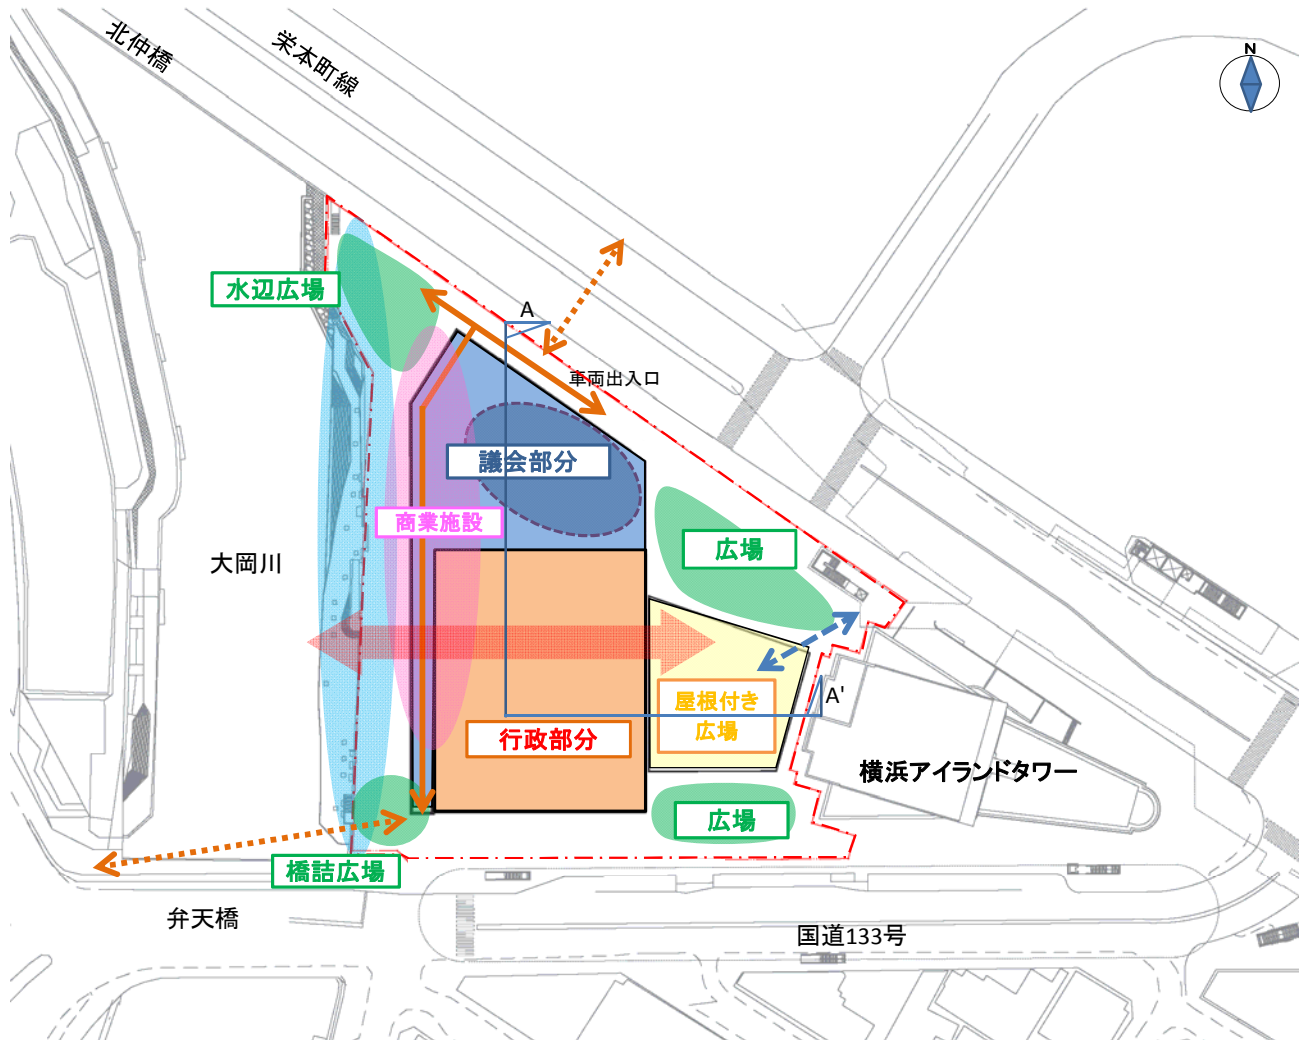 北仲橋
栄本町線
N
水辺広場
A
車両出入口
議会部分
商業施設
広場
大岡川
屋根付き
広場
A'
行政部分
横浜アイランドタワー
広場
橋詰広場
弁天橋
国道133号